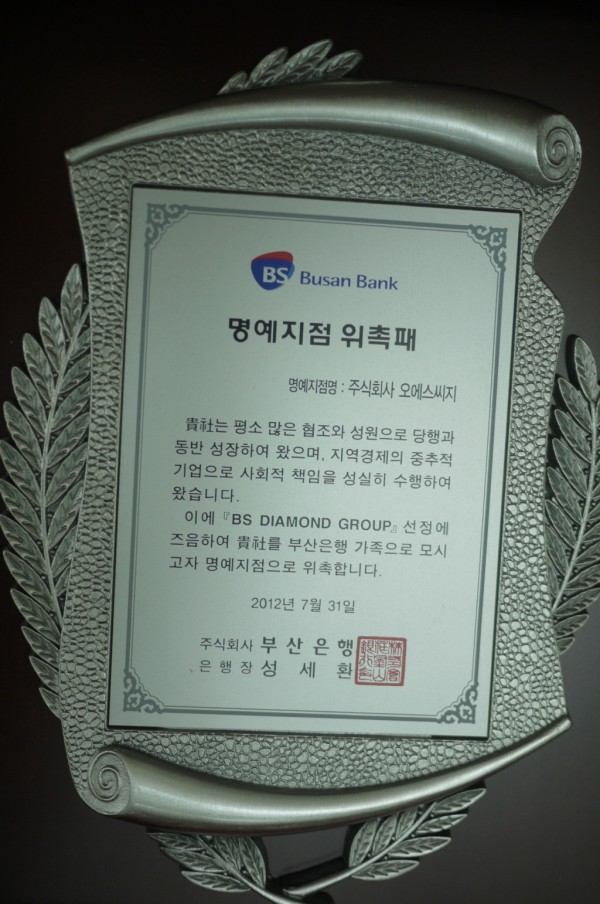 BS Busan Bank
명예지점 위촉패
명예지점명 : 주식회사 오에스씨지
貴社는 평소 많은 협조와 성원으로 당행과
동반 성장하여 왔으며, 지역경제의 중추적
기업으로 사회적 책임을 성실히 수행하여
왔습니다.
이에 『BS DIAMOND GROUP』 선정에
즈음하여 貴社를 부산은행 가족으로 모시
고자 명예지점으로 위촉합니다.
2012년 7월 31일
주식회사 부산은행
은행장 성세환